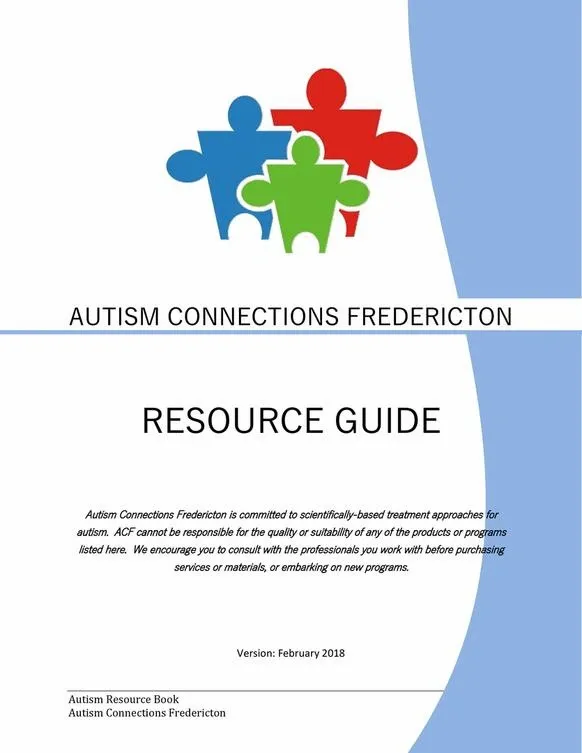 AUTISM CONNECTIONS FREDERICTON
RESOURCE GUIDE
Autism Connections Fredericton is committed to scientifically-based treatment approaches for
autism. ACF cannot be responsible for the quality or suitability of any of the products or programs
listed here. We encourage you to consult with the professionals you work with before purchasing
services or materials, or embarking on new programs.
Version: February 2018
Autism Resource Book
Autism Connections Fredericton